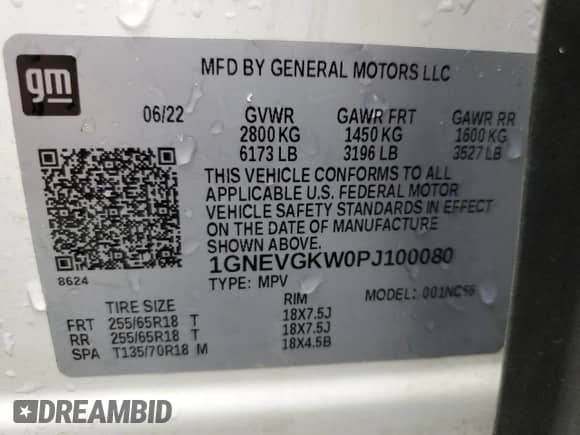 gm
MFD BY GENERAL MOTORS LLC
06/22 GVWR GAWR FRT GAWR RR
2800 KG 1450 KG 1600 KG
6173 LB 3196 LB 3527 LB
THIS VEHICLE CONFORMS TO ALL
APPLICABLE U.S. FEDERAL MOTOR
VEHICLE SAFETY STANDARDS IN EFFECT
ON THE DATE OF MANUFACTURE
SHOWN ABOVE.
8624 1GNEVGKW0PJ100080
TYPE: MPV MODEL: 001NC56
TIRE SIZE RIM
FRT 255/65R18 T 18X7.5J
RR 255/65R18 T 18X7.5J
SPA T135/70R18 M 18X4.5B
DREAMBID